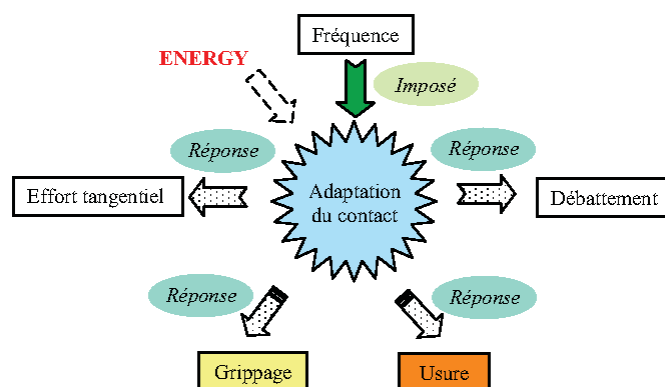 Fréquence
ENERGY
Imposé
Réponse
Réponse
Effort tangentiel
Adaptation
du contact
Débattement
Réponse
Réponse
Grippage
Usure